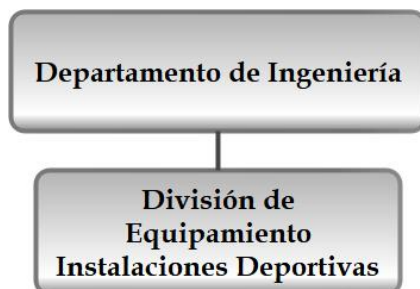 Departamento de Ingeniería
División de
Equipamiento
Instalaciones Deportivas